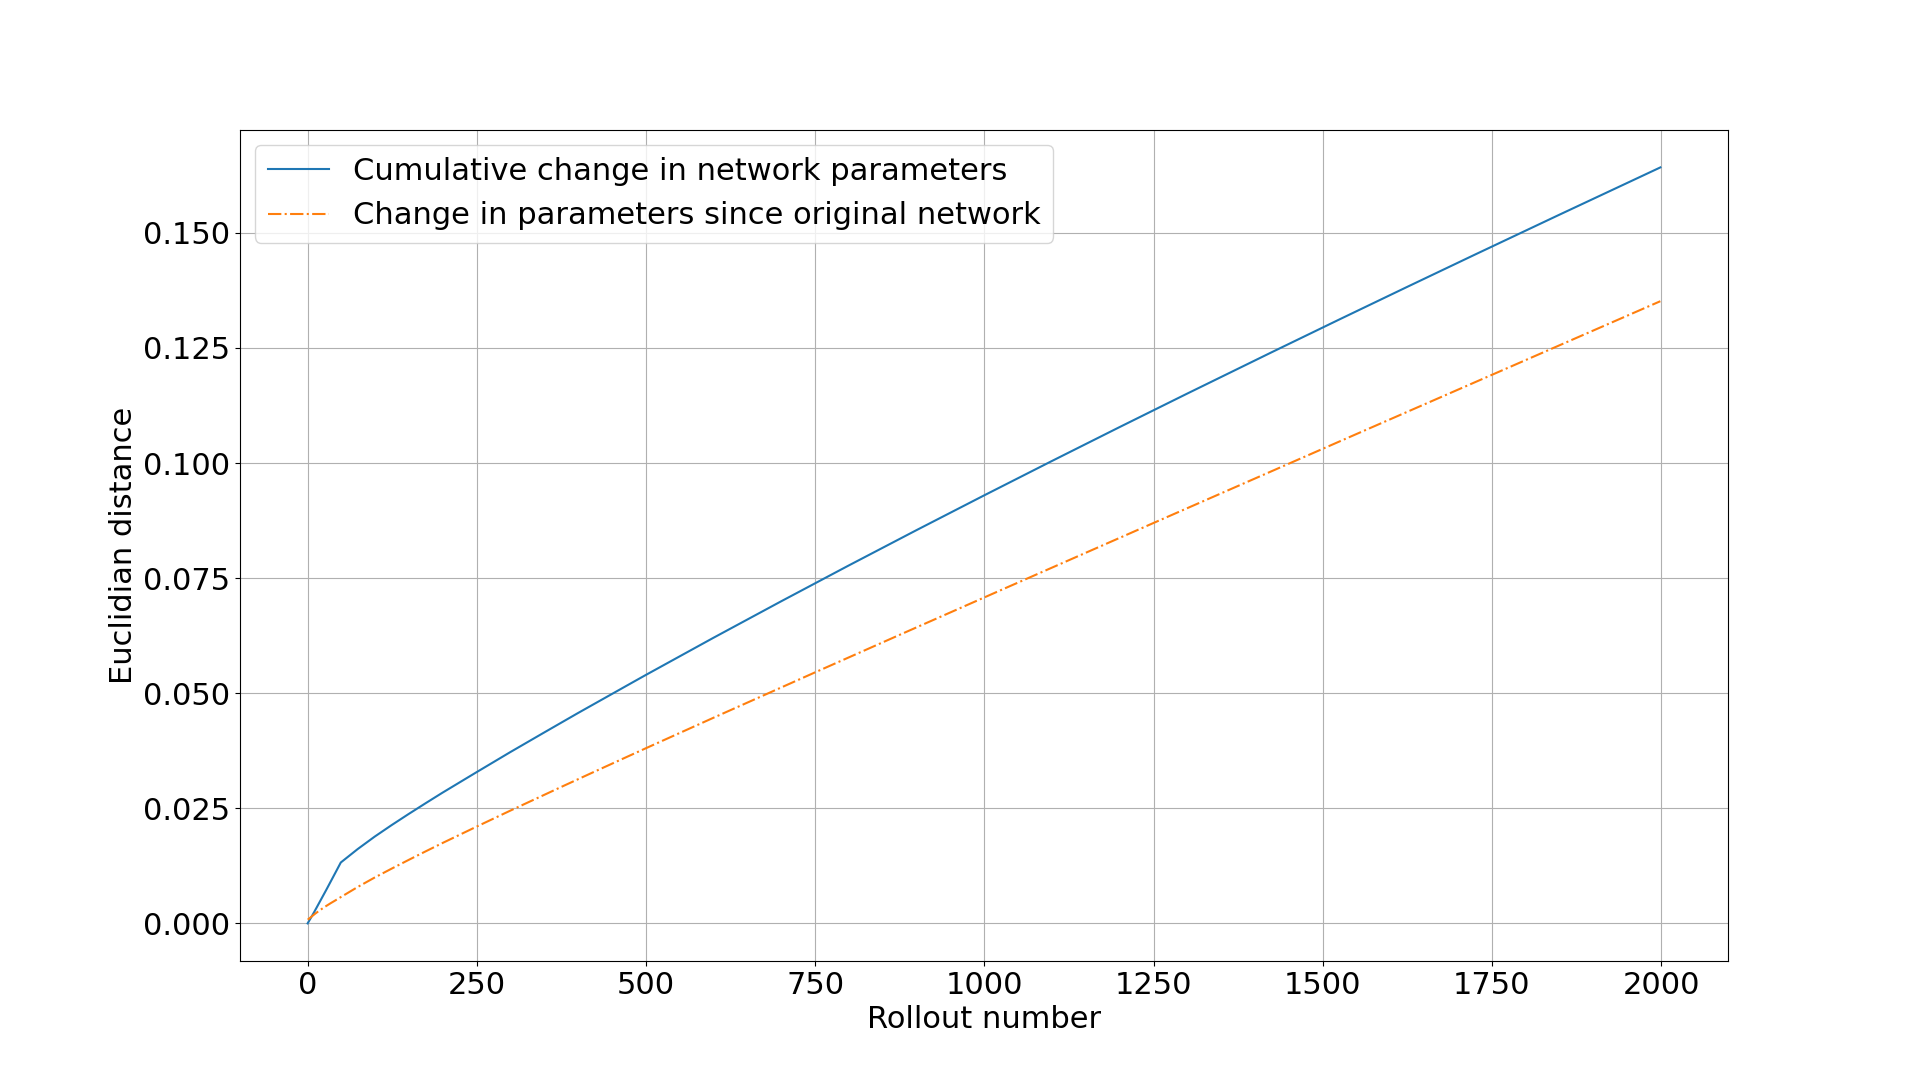 Cumulative change in network parameters
Change in parameters since original network
0.150
0.125
0.100
0.075
0.050
0.025
0.000
Euclidian distance
0 250 500 750 1000 1250 1500 1750 2000
Rollout number